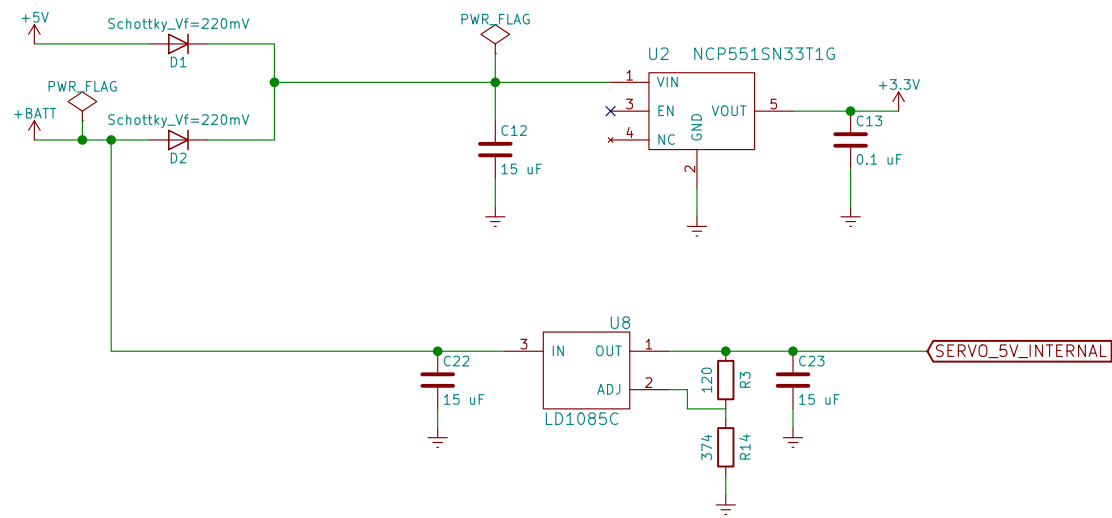 +5V
Schottky_Vf=220mV
D1
PWR_FLAG
+BATT
Schottky_Vf=220mV
D2
PWR_FLAG
C12
15 uF
U2 NCP551SN33T1G
1 VIN
3 EN
4 NC
GND
2
VOUT 5
+3.3V
C13
0.1 uF
C22
15 uF
U8
3 IN
OUT 1
ADJ 2
LD1085C
120 R3
374 R14
C23
15 uF
SERVO_5V_INTERNAL